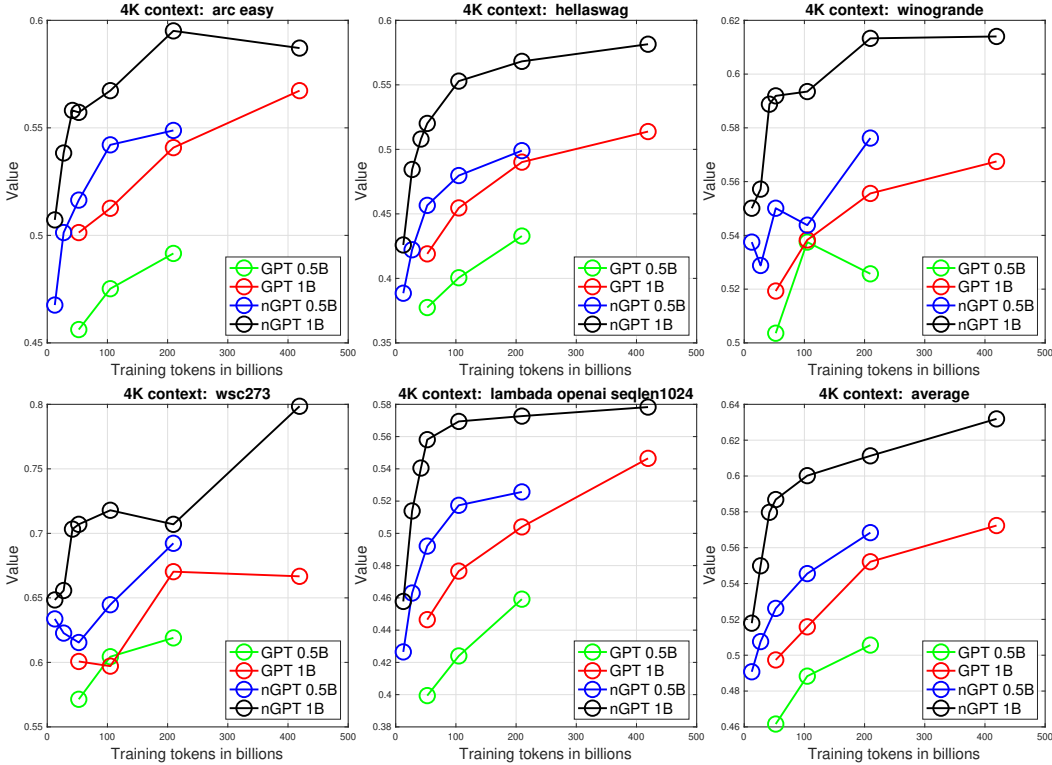 4K context: arc easy
0.6
0.55
0.5
0.45
Value
0 100 200 300 400 500
Training tokens in billions
GPT 0.5B
GPT 1B
nGPT 0.5B
nGPT 1B
4K context: hellaswag
0.6
0.55
0.5
0.45
0.4
0.35
Value
0 100 200 300 400 500
Training tokens in billions
GPT 0.5B
GPT 1B
nGPT 0.5B
nGPT 1B
4K context: winogrande
0.62
0.6
0.58
0.56
0.54
0.52
0.5
Value
0 100 200 300 400 500
Training tokens in billions
GPT 0.5B
GPT 1B
nGPT 0.5B
nGPT 1B
4K context: wsc273
0.8
0.75
0.7
0.65
0.6
0.55
Value
0 100 200 300 400 500
Training tokens in billions
GPT 0.5B
GPT 1B
nGPT 0.5B
nGPT 1B
4K context: lambada openai seqlen1024
0.58
0.56
0.54
0.52
0.5
0.48
0.46
0.44
0.42
0.4
0.38
Value
0 100 200 300 400 500
Training tokens in billions
GPT 0.5B
GPT 1B
nGPT 0.5B
nGPT 1B
4K context: average
0.64
0.62
0.6
0.58
0.56
0.54
0.52
0.5
0.48
0.46
Value
0 100 200 300 400 500
Training tokens in billions
GPT 0.5B
GPT 1B
nGPT 0.5B
nGPT 1B